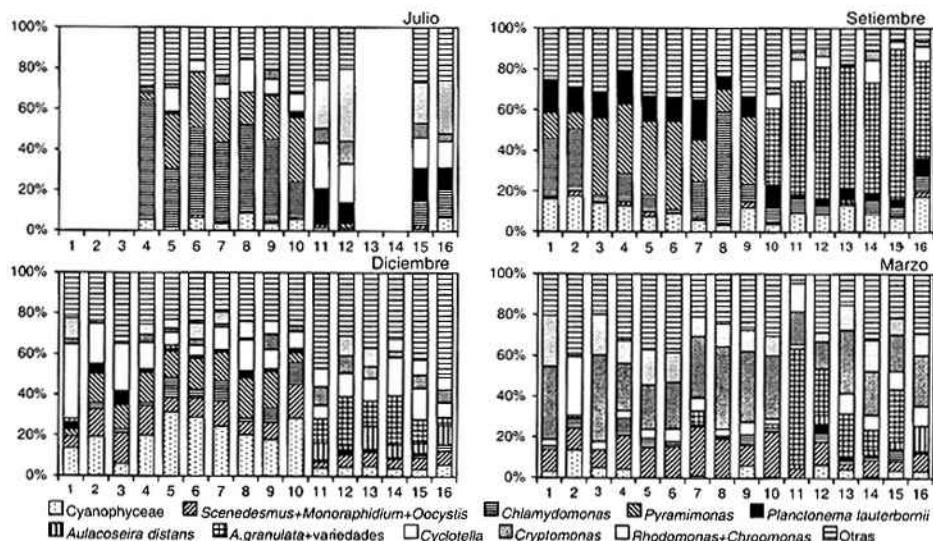 Julio
Setiembre
100%
80%
60%
40%
20%
0%
1 2 3 4 5 6 7 8 9 10 11 12 13 14 15 16
100%
80%
60%
40%
20%
0%
1 2 3 4 5 6 7 8 9 10 11 12 13 14 15 16
Diciembre
Marzo
100%
80%
60%
40%
20%
0%
1 2 3 4 5 6 7 8 9 10 11 12 13 14 15 16
100%
80%
60%
40%
20%
0%
1 2 3 4 5 6 7 8 9 10 11 12 13 14 15 16
Cyanophyceae Scenedesmus+Monoraphidium+Oocystis Chlamydomonas Pyramimonas Planctonema lauterbornii
Aulacoseira distans A.granulata+variedades Cyclotella Cryptomonas Rhodomonas+Chroomonas Otras